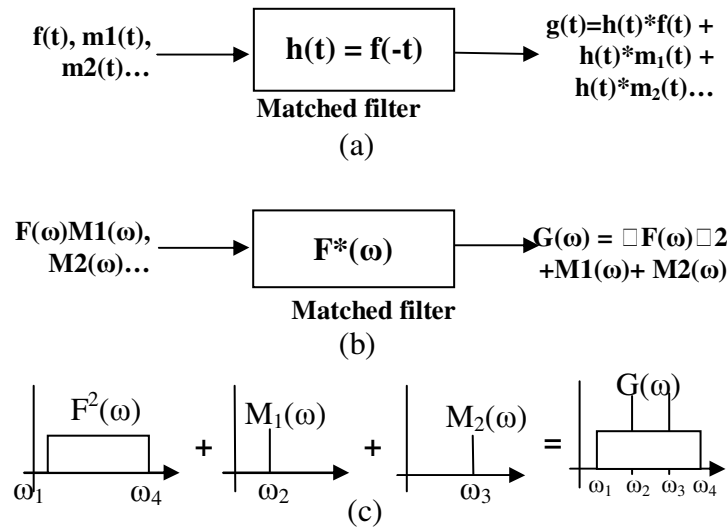 f(t), m1(t),
m2(t)…
h(t) = f(-t)
g(t)=h(t)*f(t) +
h(t)*m₁(t) +
h(t)*m₂(t)…
Matched filter
(a)
F(ω)M1(ω),
M2(ω)…
F*(ω)
G(ω) = □F(ω)□2
+M1(ω)+ M2(ω)
Matched filter
(b)
F²(ω)
ω₁
ω₄
+
M₁(ω)
ω₂
+
M₂(ω)
ω₃
=
G(ω)
ω₁ ω₂ ω₃ ω₄
(c)